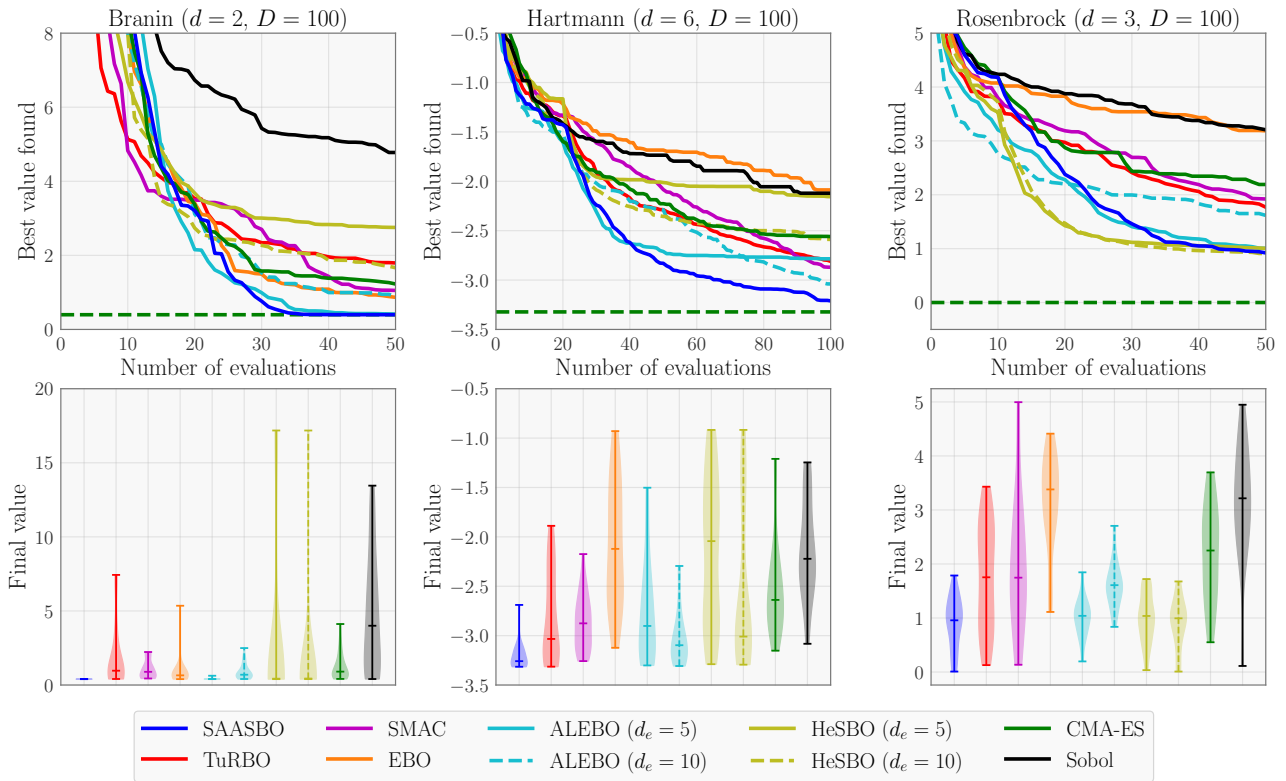 Branin (d = 2, D = 100)
Hartmann (d = 6, D = 100)
Rosenbrock (d = 3, D = 100)
Best value found
8
6
4
2
0
0 10 20 30 40 50
Number of evaluations
Best value found
−0.5
−1.0
−1.5
−2.0
−2.5
−3.0
−3.5
0 20 40 60 80 100
Number of evaluations
Best value found
5
4
3
2
1
0
0 10 20 30 40 50
Number of evaluations
Final value
20
15
10
5
0
Final value
−0.5
−1.0
−1.5
−2.0
−2.5
−3.0
−3.5
Final value
5
4
3
2
1
0
SAASBO SMAC ALEBO (dₑ = 5) HeSBO (dₑ = 5) CMA-ES
TuRBO EBO ALEBO (dₑ = 10) HeSBO (dₑ = 10) Sobol